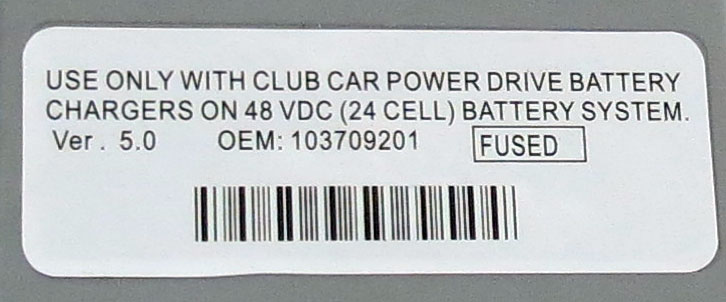 USE ONLY WITH CLUB CAR POWER DRIVE BATTERY
CHARGERS ON 48 VDC (24 CELL) BATTERY SYSTEM.
Ver . 5.0 OEM: 103709201 FUSED